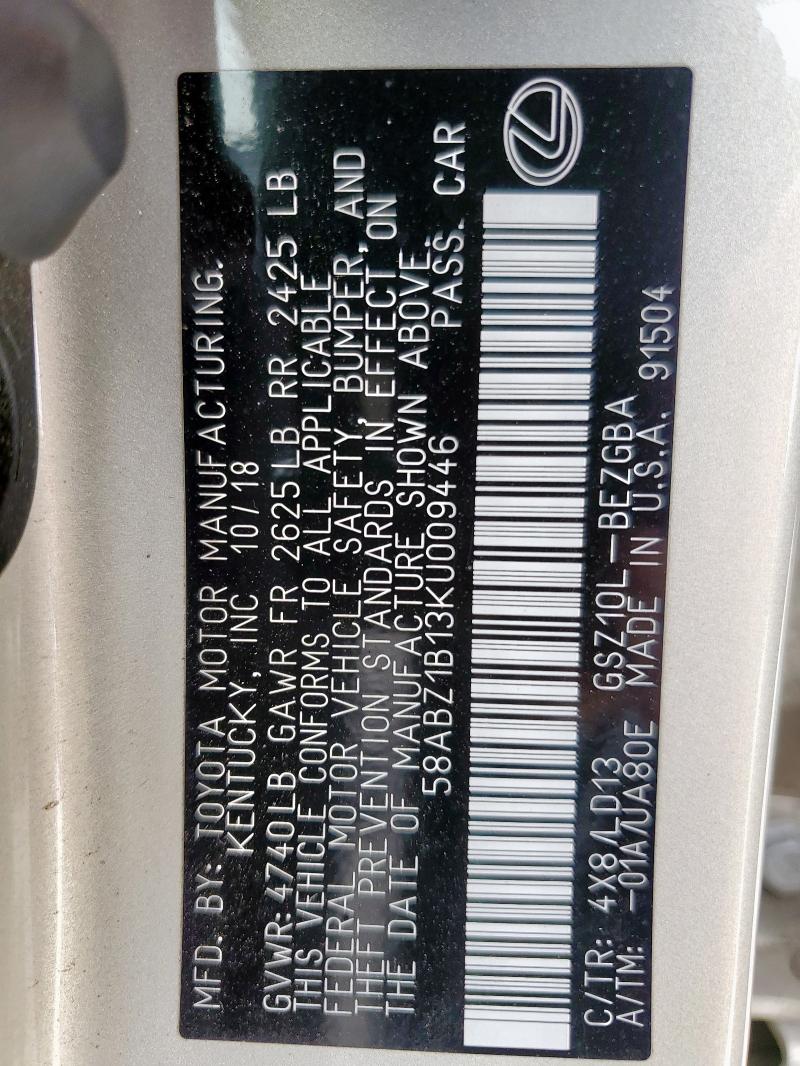 MFD. BY: TOYOTA MOTOR MANUFACTURING.
KENTUCKY, INC 10/18
GVWR: 4740LB GAWR FR 2625LB RR 2425 LB
THIS VEHICLE CONFORMS TO ALL APPLICABLE
FEDERAL MOTOR VEHICLE SAFETY, BUMPER, AND
THEFT PREVENTION STANDARDS IN EFFECT ON
THE DATE OF MANUFACTURE SHOWN ABOVE.
58ABZ1B13KU009446 PASS. CAR
C/TR: 4X8/LD13 GSZ10L-BEZGBA
A/TM: -01A/UA80E MADE IN U.S.A. 91504